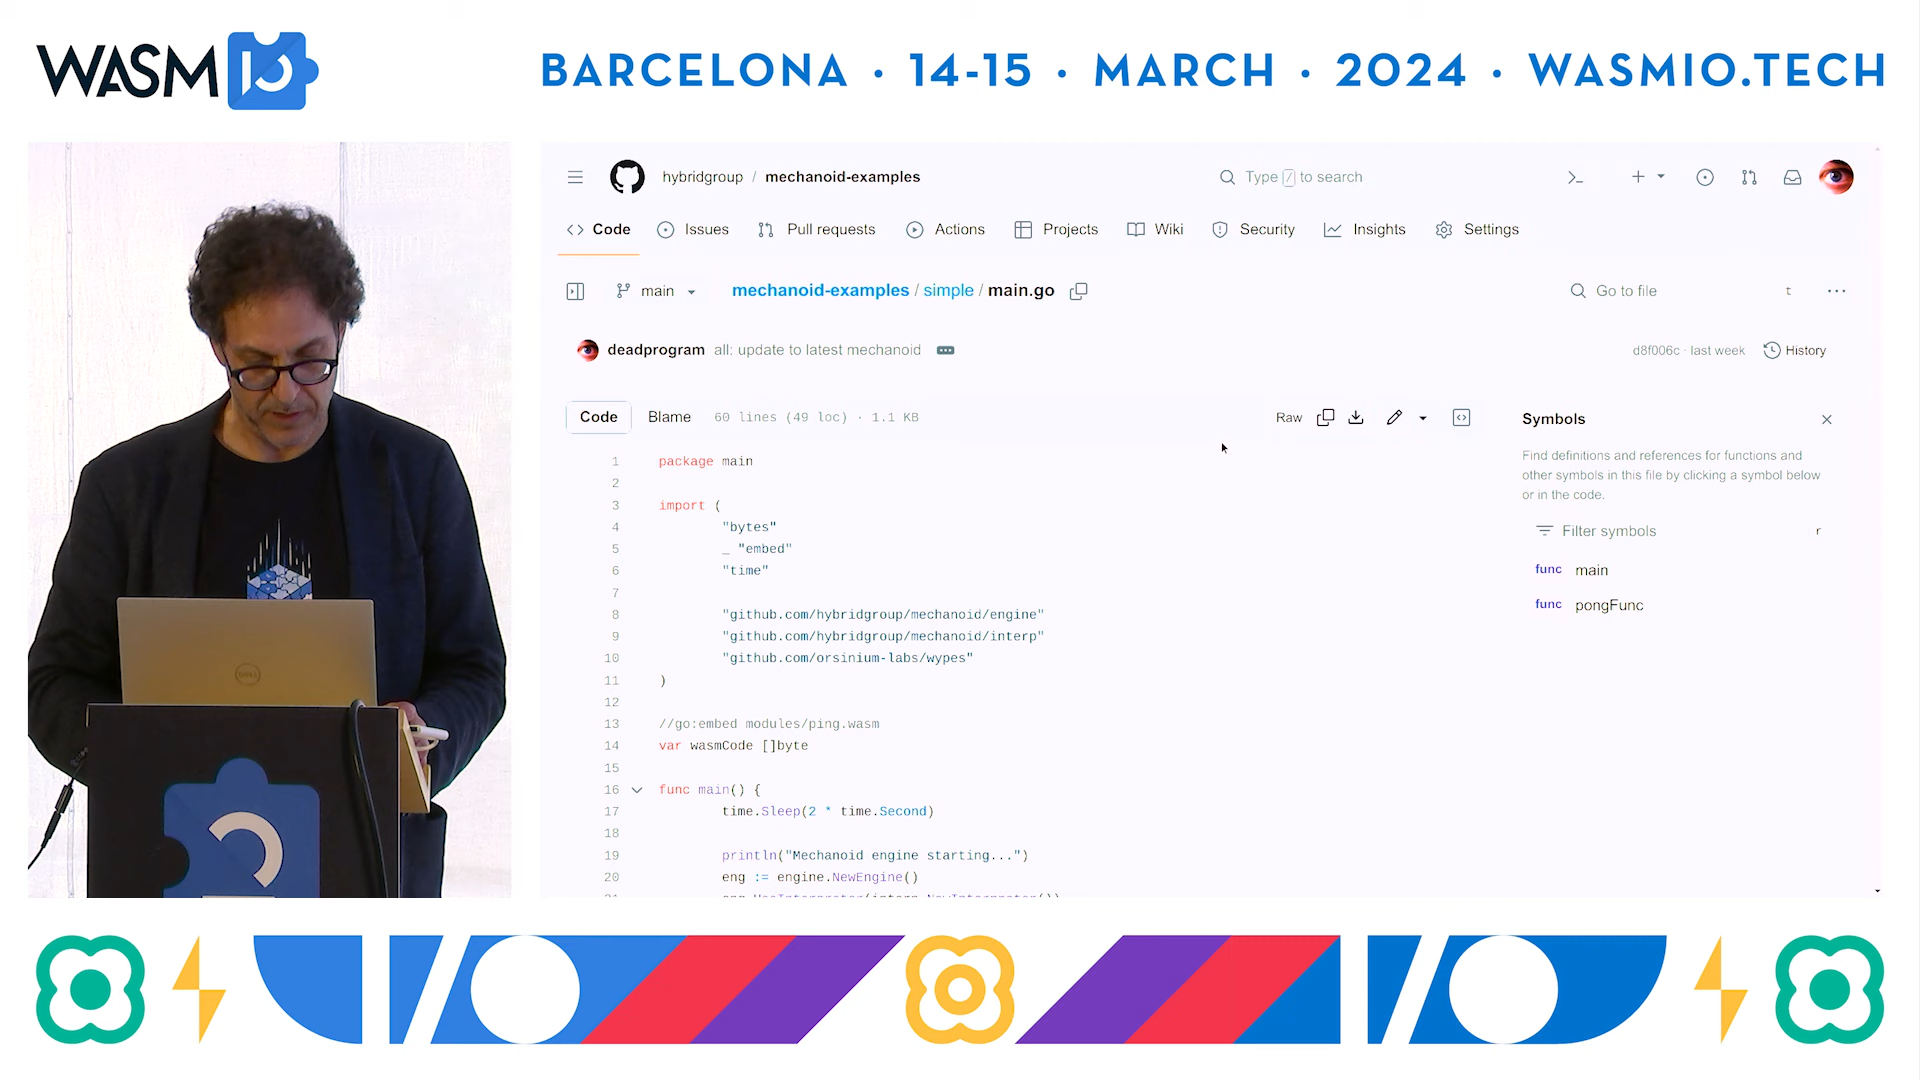 WASM IO
BARCELONA · 14-15 · MARCH · 2024 · WASMIO.TECH
hybridgroup / mechanoid-examples
Type / to search
Code Issues Pull requests Actions Projects Wiki Security Insights Settings
main
mechanoid-examples / simple / main.go
Go to file t
deadprogram all: update to latest mechanoid
d8f006c · last week History
Code Blame 60 lines (49 loc) · 1.1 KB
Raw
1 package main
2
3 import (
4 "bytes"
5 _ "embed"
6 "time"
7
8 "github.com/hybridgroup/mechanoid/engine"
9 "github.com/hybridgroup/mechanoid/interp"
10 "github.com/orsinium-labs/wypes"
11 )
12
13 //go:embed modules/ping.wasm
14 var wasmCode []byte
15
16 func main() {
17 time.Sleep(2 * time.Second)
18
19 println("Mechanoid engine starting...")
20 eng := engine.NewEngine()
Symbols
Find definitions and references for functions and
other symbols in this file by clicking a symbol below
or in the code.
Filter symbols r
func main
func pongFunc
DELL